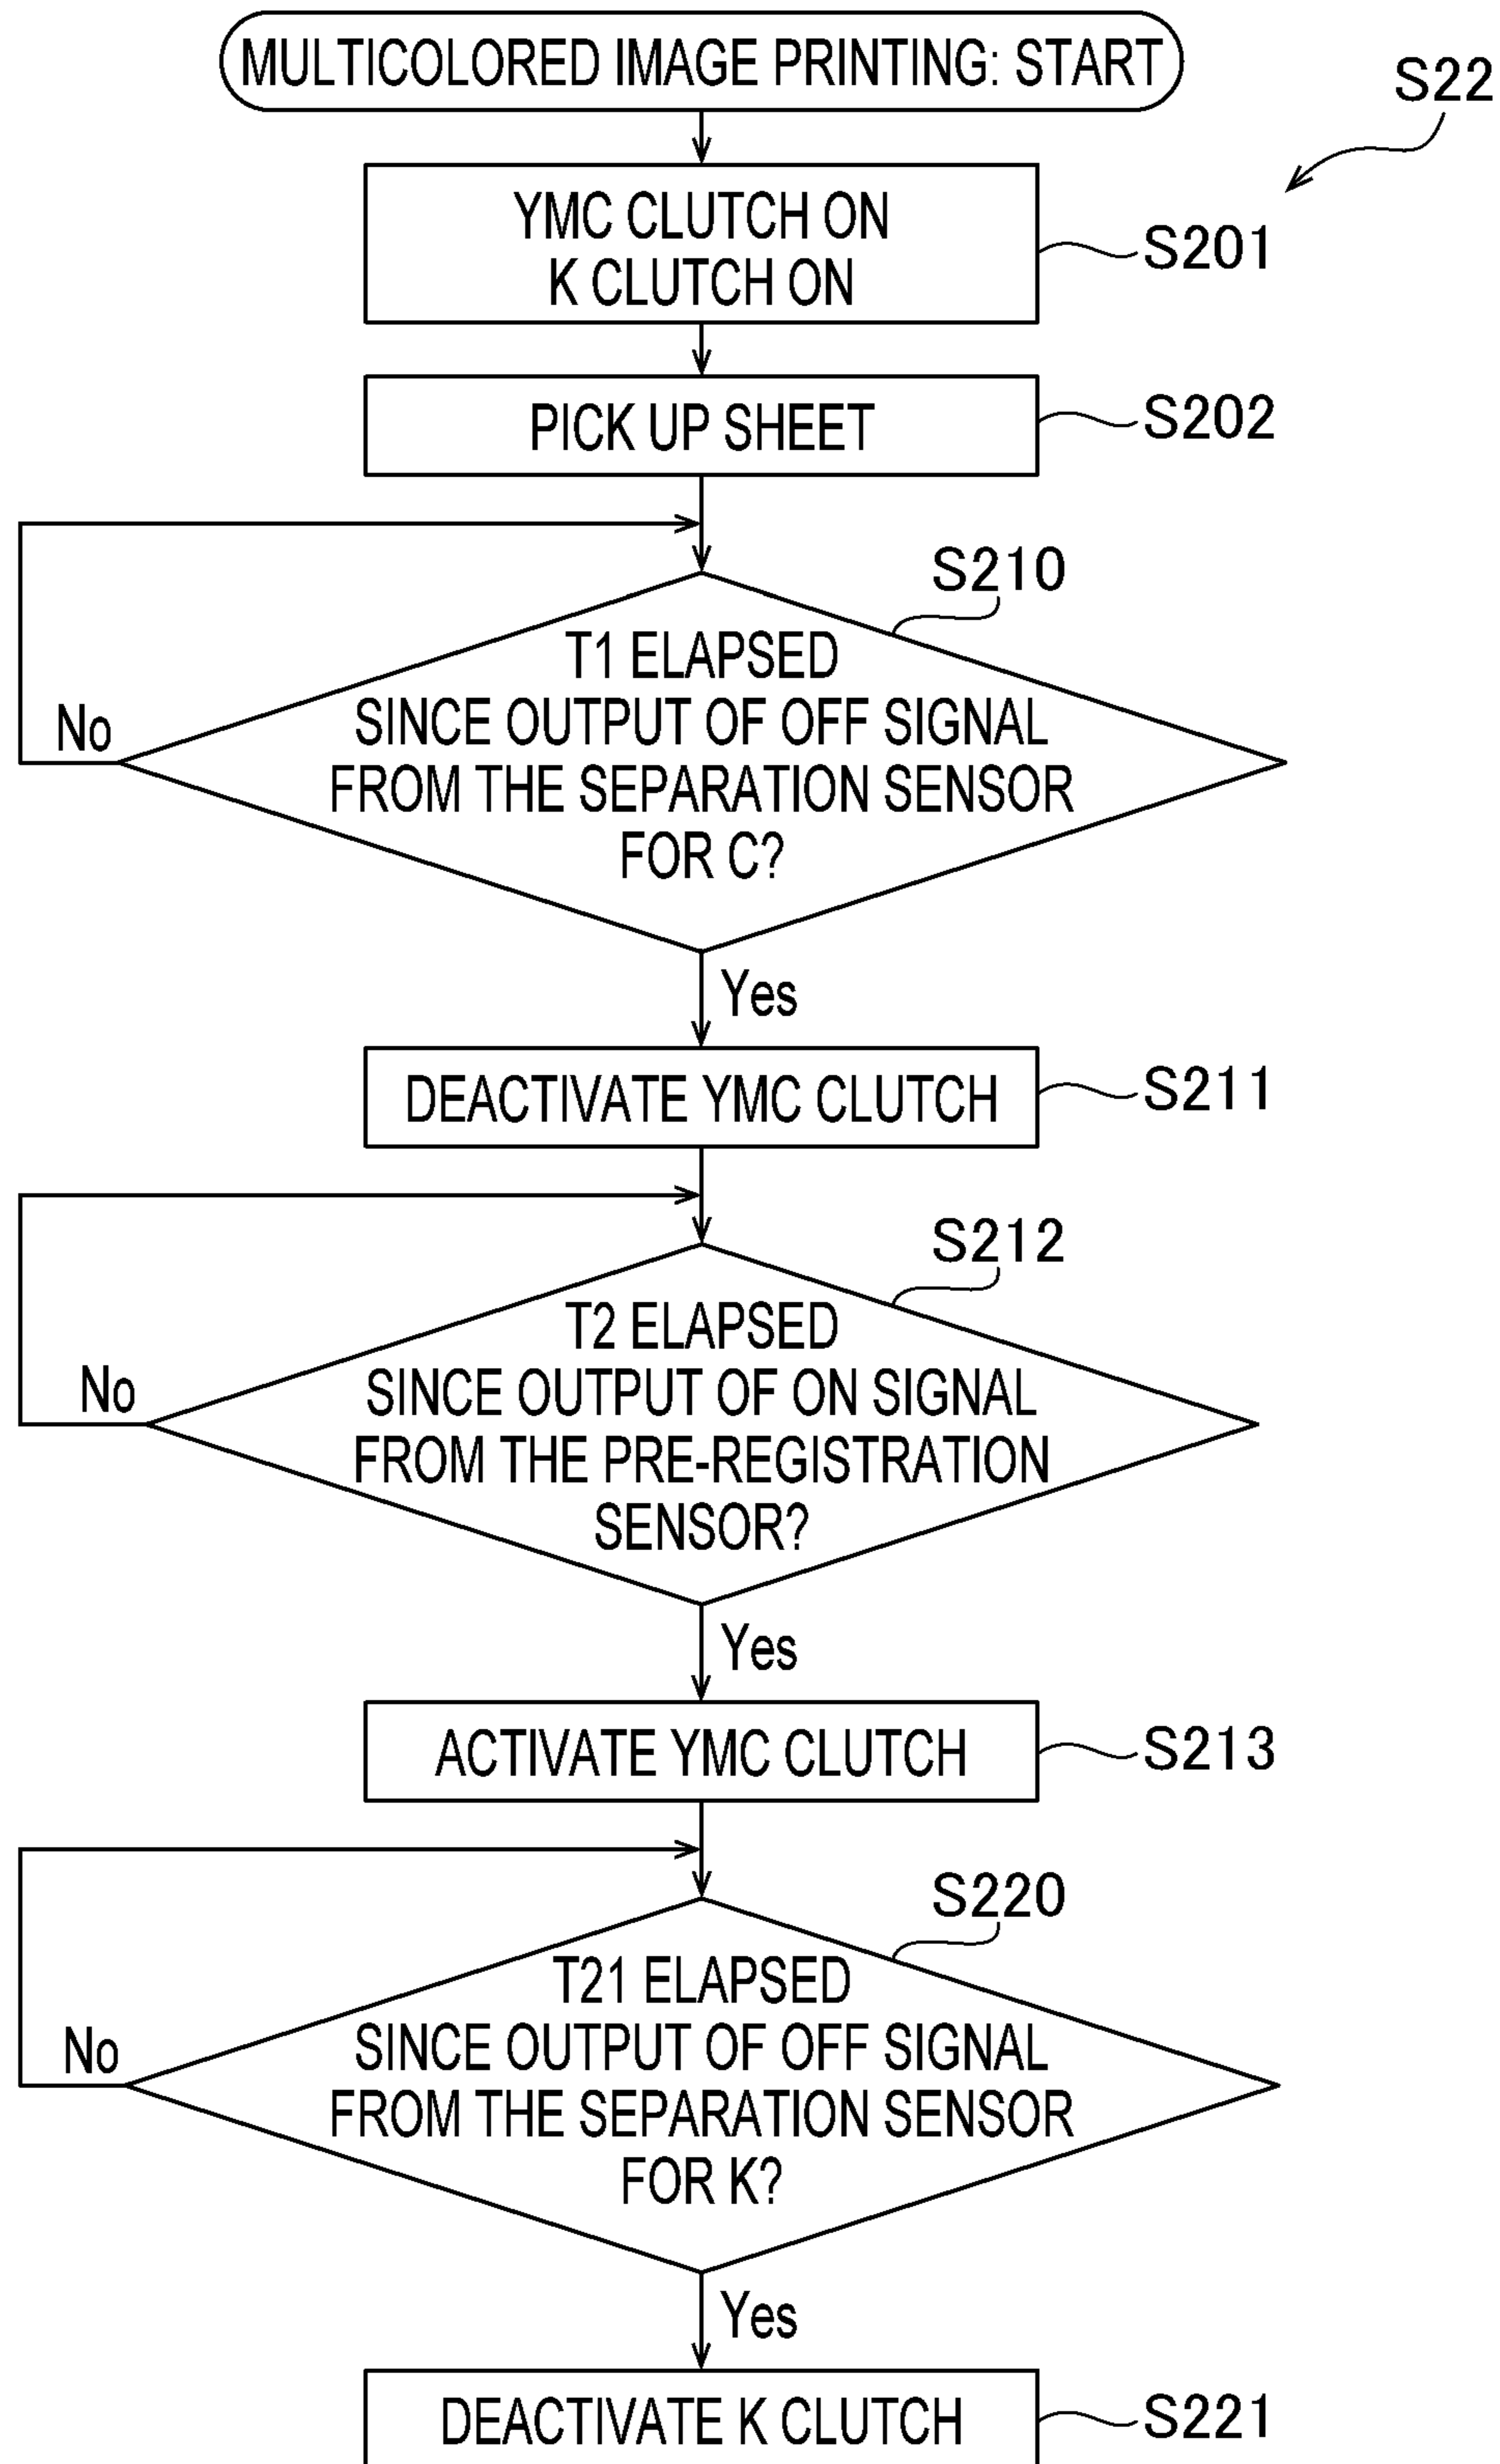 MULTICOLORED IMAGE PRINTING: START
S22
YMC CLUTCH ON
K CLUTCH ON
S201
PICK UP SHEET
S202
S210
T1 ELAPSED
SINCE OUTPUT OF OFF SIGNAL
FROM THE SEPARATION SENSOR
FOR C?
No
Yes
DEACTIVATE YMC CLUTCH
S211
S212
T2 ELAPSED
SINCE OUTPUT OF ON SIGNAL
FROM THE PRE-REGISTRATION
SENSOR?
No
Yes
ACTIVATE YMC CLUTCH
S213
S220
T21 ELAPSED
SINCE OUTPUT OF OFF SIGNAL
FROM THE SEPARATION SENSOR
FOR K?
No
Yes
DEACTIVATE K CLUTCH
S221